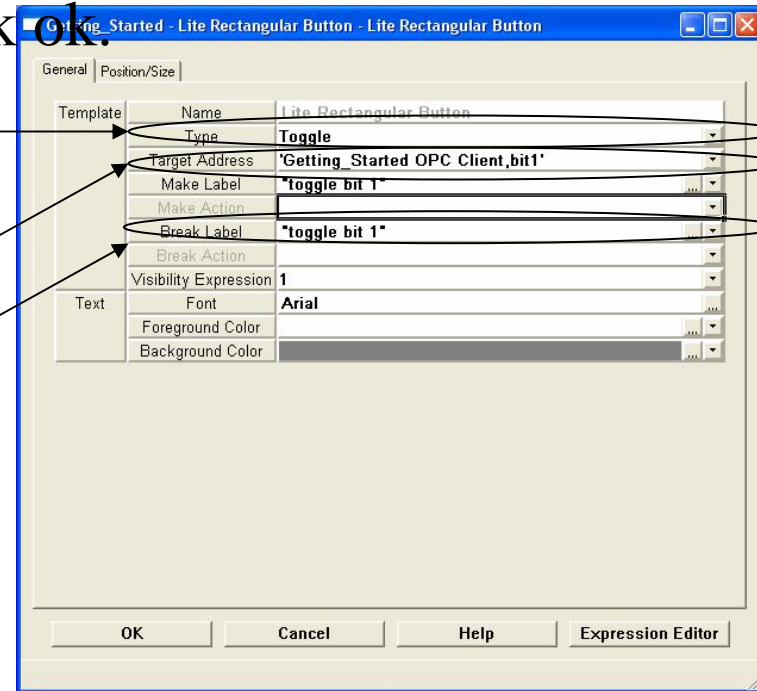 k ok.
Getting_Started - Lite Rectangular Button - Lite Rectangular Button
General Position/Size
Template Name Lite Rectangular Button
Type Toggle
Target Address 'Getting_Started OPC Client,bit1'
Make Label "toggle bit 1" ...
Make Action
Break Label "toggle bit 1" ...
Break Action
Visibility Expression 1
Text Font Arial ...
Foreground Color ...
Background Color ...
OK Cancel Help Expression Editor